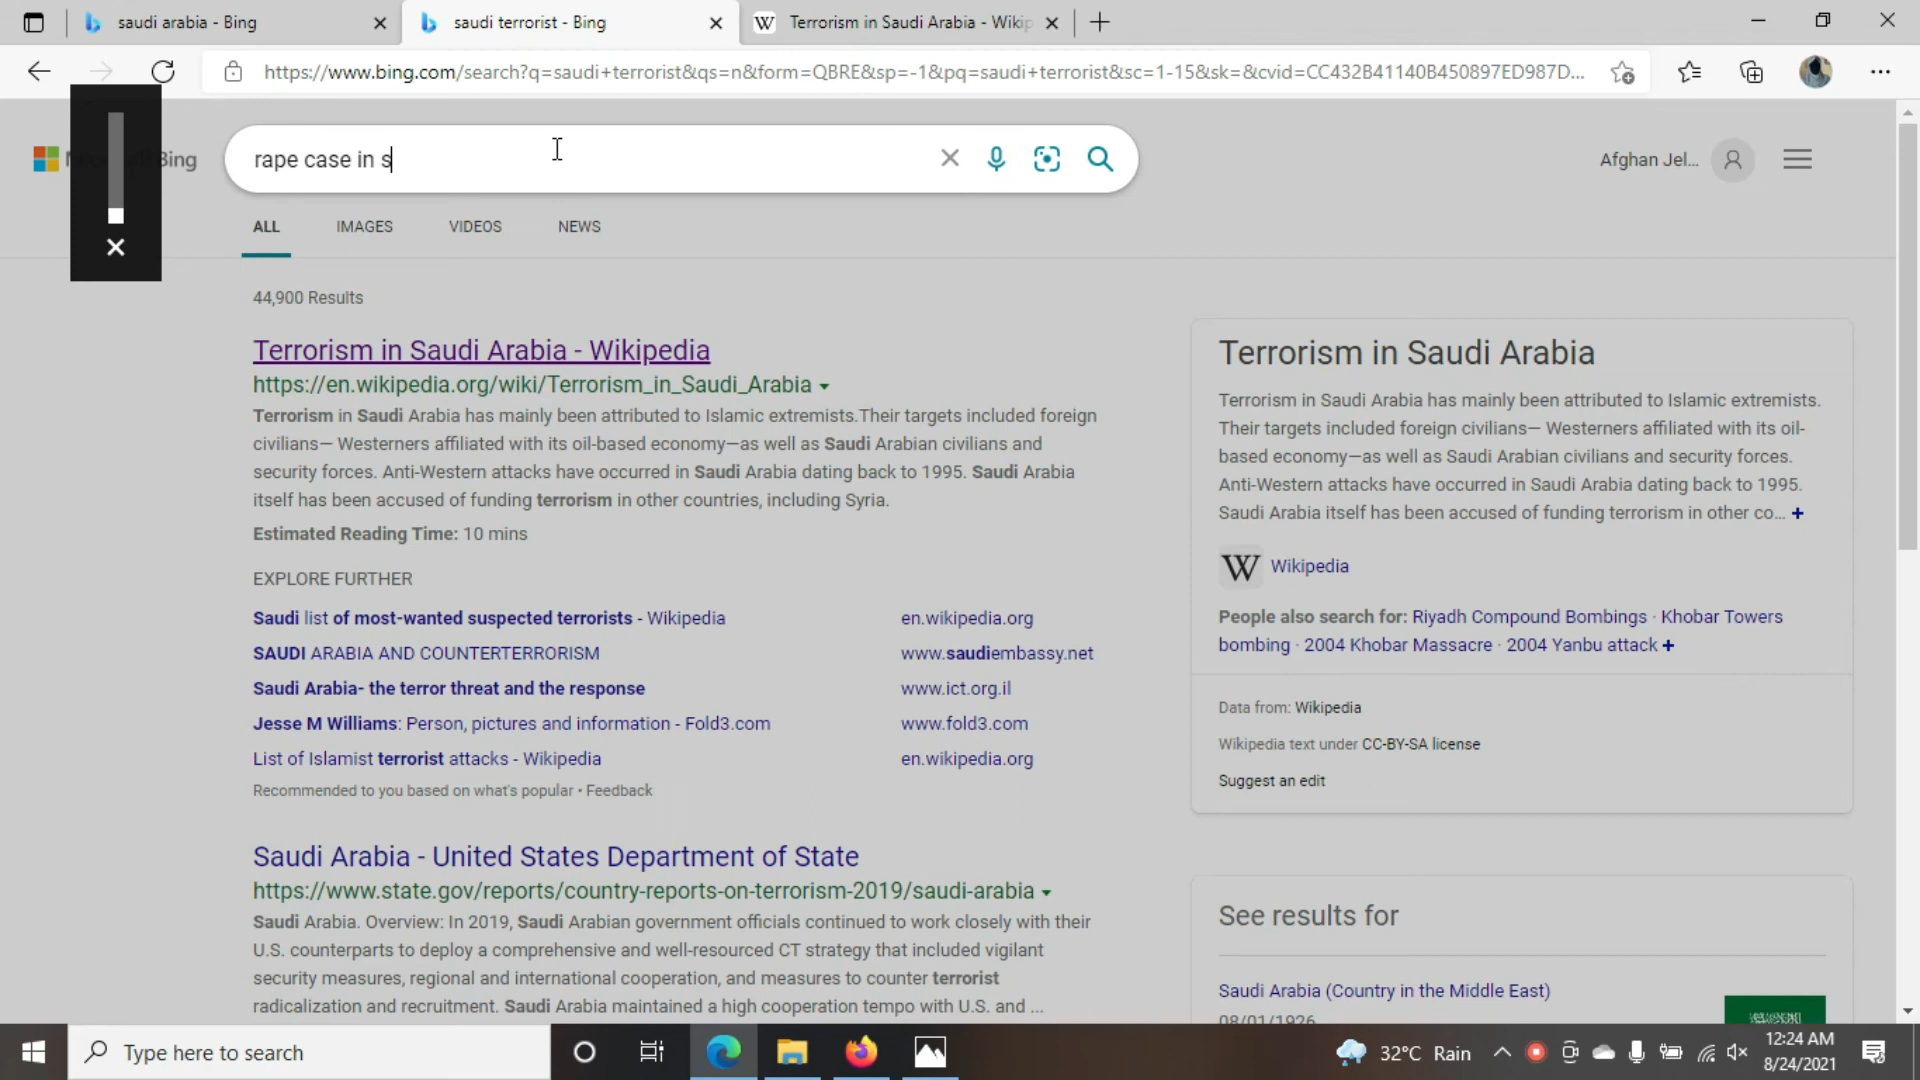 saudi arabia - Bing
saudi terrorist - Bing
Terrorism in Saudi Arabia - Wikip
https://www.bing.com/search?q=saudi+terrorist&qs=n&form=QBRE&sp=-1&pq=saudi+terrorist&sc=1-15&sk=&cvid=CC432B41140B450897ED987D...
Bing
rape case in s
Afghan Jel...
ALL IMAGES VIDEOS NEWS
44,900 Results
Terrorism in Saudi Arabia - Wikipedia
https://en.wikipedia.org/wiki/Terrorism_in_Saudi_Arabia
Terrorism in Saudi Arabia has mainly been attributed to Islamic extremists.Their targets included foreign
civilians— Westerners affiliated with its oil-based economy—as well as Saudi Arabian civilians and
security forces. Anti-Western attacks have occurred in Saudi Arabia dating back to 1995. Saudi Arabia
itself has been accused of funding terrorism in other countries, including Syria.
Estimated Reading Time: 10 mins
EXPLORE FURTHER
Saudi list of most-wanted suspected terrorists - Wikipedia en.wikipedia.org
SAUDI ARABIA AND COUNTERTERRORISM www.saudiembassy.net
Saudi Arabia- the terror threat and the response www.ict.org.il
Jesse M Williams: Person, pictures and information - Fold3.com www.fold3.com
List of Islamist terrorist attacks - Wikipedia en.wikipedia.org
Recommended to you based on what's popular • Feedback
Saudi Arabia - United States Department of State
https://www.state.gov/reports/country-reports-on-terrorism-2019/saudi-arabia
Saudi Arabia. Overview: In 2019, Saudi Arabian government officials continued to work closely with their
U.S. counterparts to deploy a comprehensive and well-resourced CT strategy that included vigilant
security measures, regional and international cooperation, and measures to counter terrorist
radicalization and recruitment. Saudi Arabia maintained a high cooperation tempo with U.S. and ...
Terrorism in Saudi Arabia
Terrorism in Saudi Arabia has mainly been attributed to Islamic extremists.
Their targets included foreign civilians— Westerners affiliated with its oil-
based economy—as well as Saudi Arabian civilians and security forces.
Anti-Western attacks have occurred in Saudi Arabia dating back to 1995.
Saudi Arabia itself has been accused of funding terrorism in other co... +
W Wikipedia
People also search for: Riyadh Compound Bombings · Khobar Towers
bombing · 2004 Khobar Massacre · 2004 Yanbu attack +
Data from: Wikipedia
Wikipedia text under CC-BY-SA license
Suggest an edit
See results for
Saudi Arabia (Country in the Middle East)
08/01/1926
Type here to search
32°C Rain
12:24 AM
8/24/2021